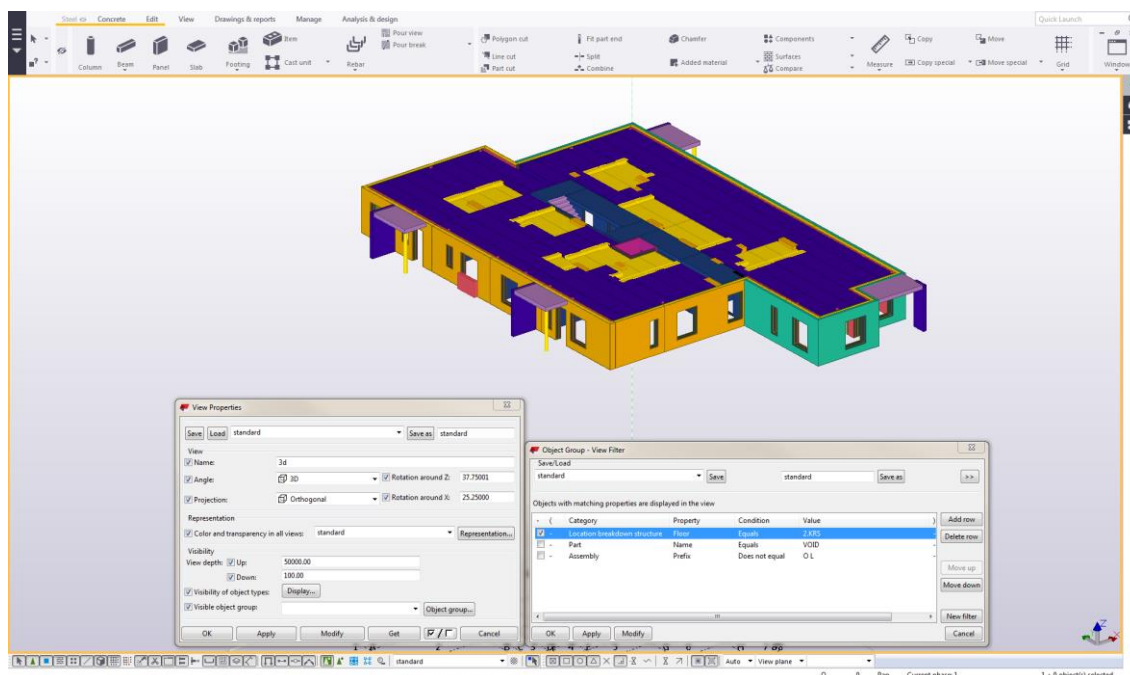 Steel Concrete Edit View Drawings & reports Manage Analysis & design Quick Launch
Item Pour view Polygon cut Fit part end Chamfer Components Copy Move
Pour break Line cut Split Surfaces
Column Beam Panel Slab Footing Cast unit Rebar Part cut Combine Added material Compare Measure Copy special Move special Grid Window
View Properties
Save Load standard Save as standard
View
Name: 3d
Angle: 3D Rotation around Z: 37.75001
Projection: Orthogonal Rotation around X: 25.25000
Representation
Color and transparency in all views: standard Representation...
Visibility
View depth: Up: 50000.00
Down: 100.00
Visibility of object types: Display...
Visible object group: Object group...
OK Apply Modify Get Cancel
Object Group - View Filter
Save/Load
standard Save standard Save as >>
Objects with matching properties are displayed in the view
- ( Category Property Condition Value ) Add row
Location breakdown structure Floor Equals 2.KRS Delete row
Part Name Equals VOID
Assembly Prefix Does not equal O L
Move up
Move down
New filter
OK Apply Modify Cancel
standard Auto View plane
0 0 Pan Current phase: 1 1 + 0 object(s) selected